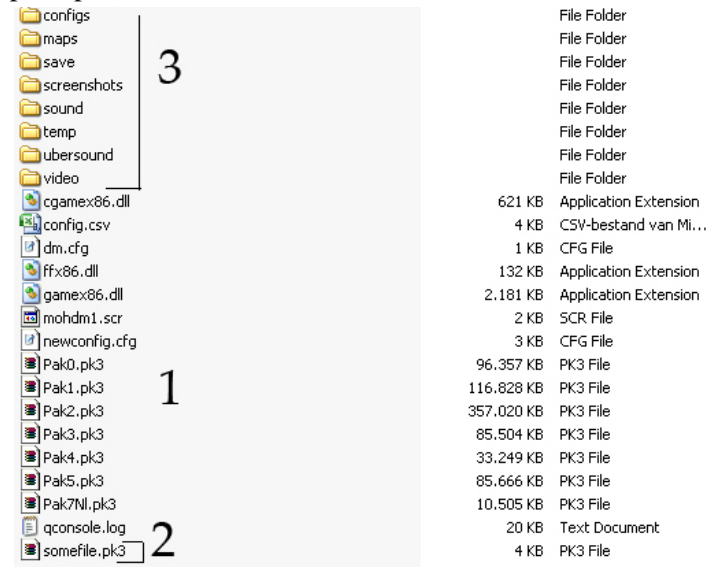 configs File Folder
maps File Folder
save File Folder
3
screenshots File Folder
sound File Folder
temp File Folder
ubersound File Folder
video File Folder
cgamex86.dll 621 KB Application Extension
config.csv 4 KB CSV-bestand van Mi...
dm.cfg 1 KB CFG File
ffx86.dll 132 KB Application Extension
gamex86.dll 2.181 KB Application Extension
mohdm1.scr 2 KB SCR File
newconfig.cfg 3 KB CFG File
Pak0.pk3 96.357 KB PK3 File
Pak1.pk3 116.828 KB PK3 File
1
Pak2.pk3 357.020 KB PK3 File
Pak3.pk3 85.504 KB PK3 File
Pak4.pk3 33.249 KB PK3 File
Pak5.pk3 85.666 KB PK3 File
Pak7Nl.pk3 10.505 KB PK3 File
qconsole.log 20 KB Text Document
somefile.pk3 2 4 KB PK3 File